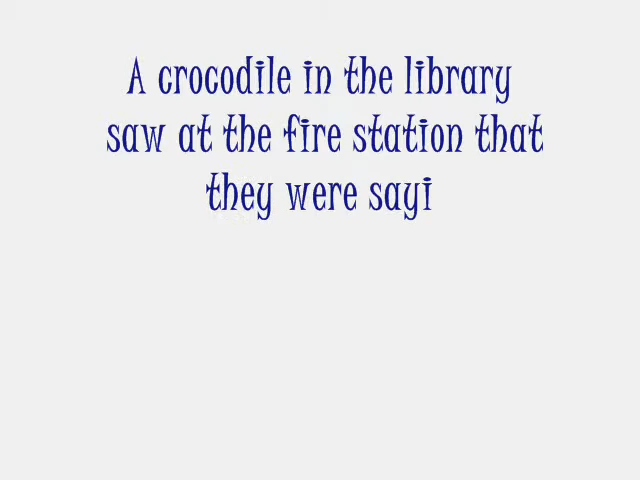 A crocodile in the library
saw at the fire station that
they were sayi